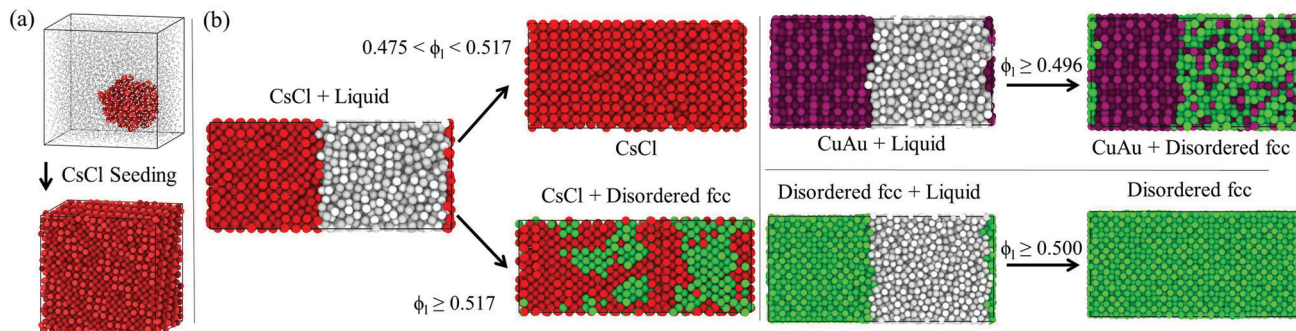 (a)
CsCl Seeding
(b)
0.475 < ϕₗ < 0.517
CsCl + Liquid
CsCl
CsCl + Disordered fcc
ϕₗ ≥ 0.517
ϕₗ ≥ 0.496
CuAu + Liquid
CuAu + Disordered fcc
Disordered fcc + Liquid
Disordered fcc
ϕₗ ≥ 0.500